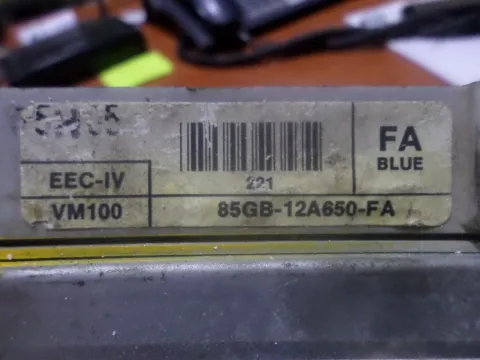 FA
BLUE
221
EEC-IV
VM100
85GB-12A650-FA